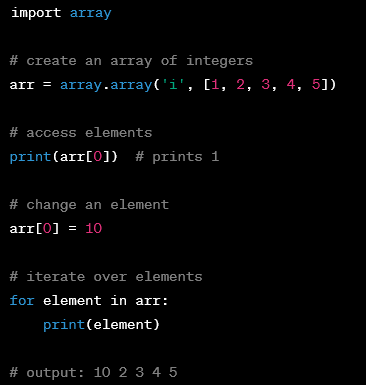 import array
# create an array of integers
arr = array.array('i', [1, 2, 3, 4, 5])
# access elements
print(arr[0])  # prints 1
# change an element
arr[0] = 10
# iterate over elements
for element in arr:
    print(element)
# output: 10 2 3 4 5